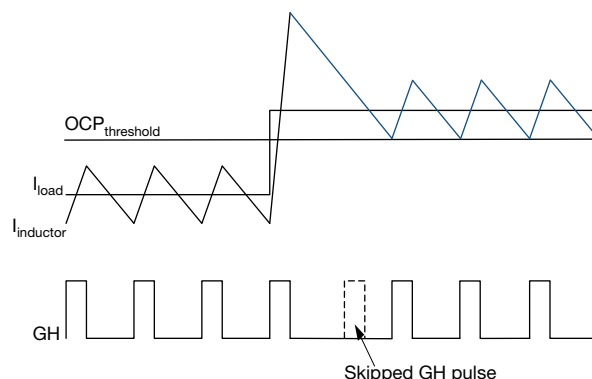 OCPthreshold
Iload
Iinductor
GH
Skipped GH pulse